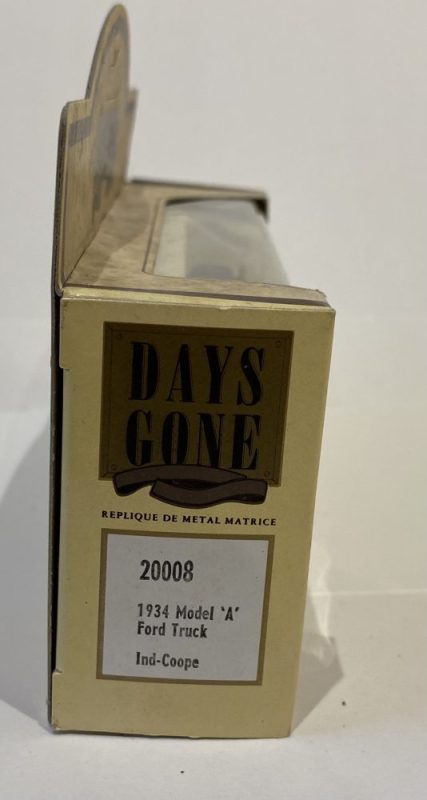 DAYS
GONE
REPLIQUE DE METAL MATRICE
20008
1934 Model 'A'
Ford Truck
Ind-Coope